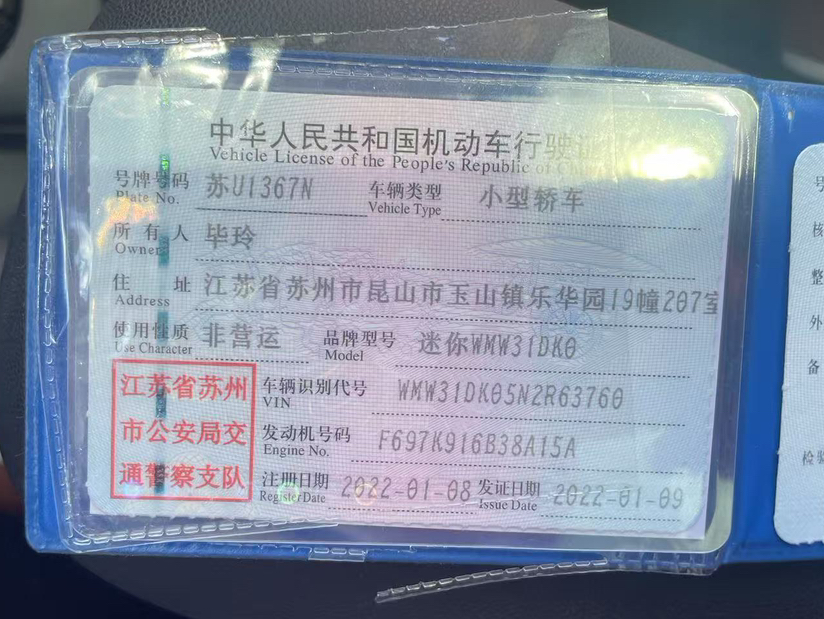 中华人民共和国机动车行驶证
Vehicle License of the People's Republic of C
号牌号码 苏U1367N 车辆类型 小型轿车
Plate No. Vehicle Type
所有人 毕玲
Owner
住址 江苏省苏州市昆山市玉山镇乐华园19幢207室
Address
使用性质 非营运 品牌型号 迷你WMW31DK0
Use Character Model
江苏省苏州
市公安局交
通警察支队
车辆识别代号 WMW31DK05N2R63760
VIN
发动机号码 F697K916B38A15A
Engine No.
注册日期 2022-01-08 发证日期 2022-01-09
Register Date Issue Date
号
核
整
外
备
检验